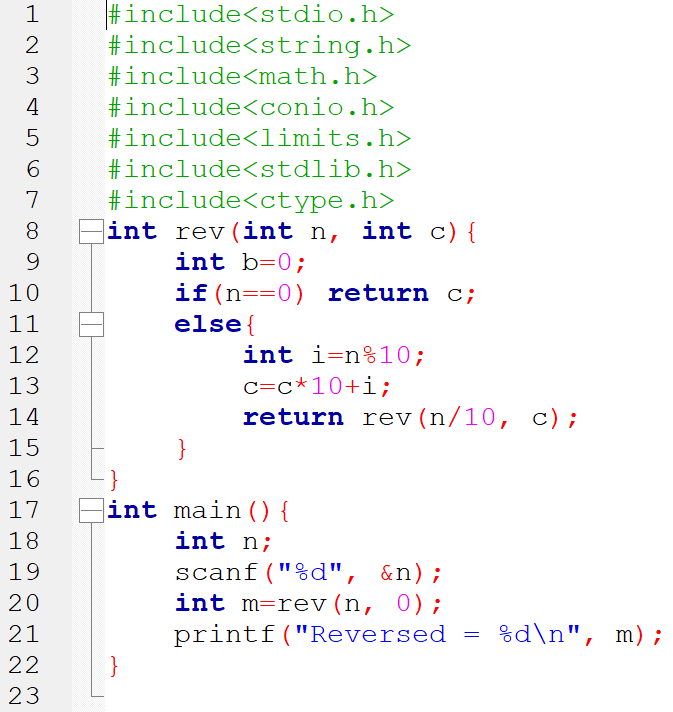 1 #include<stdio.h>
2 #include<string.h>
3 #include<math.h>
4 #include<conio.h>
5 #include<limits.h>
6 #include<stdlib.h>
7 #include<ctype.h>
8 int rev(int n, int c){
9     int b=0;
10     if(n==0) return c;
11     else{
12         int i=n%10;
13         c=c*10+i;
14         return rev(n/10, c);
15     }
16 }
17 int main(){
18     int n;
19     scanf("%d", &n);
20     int m=rev(n, 0);
21     printf("Reversed = %d\n", m);
22 }
23